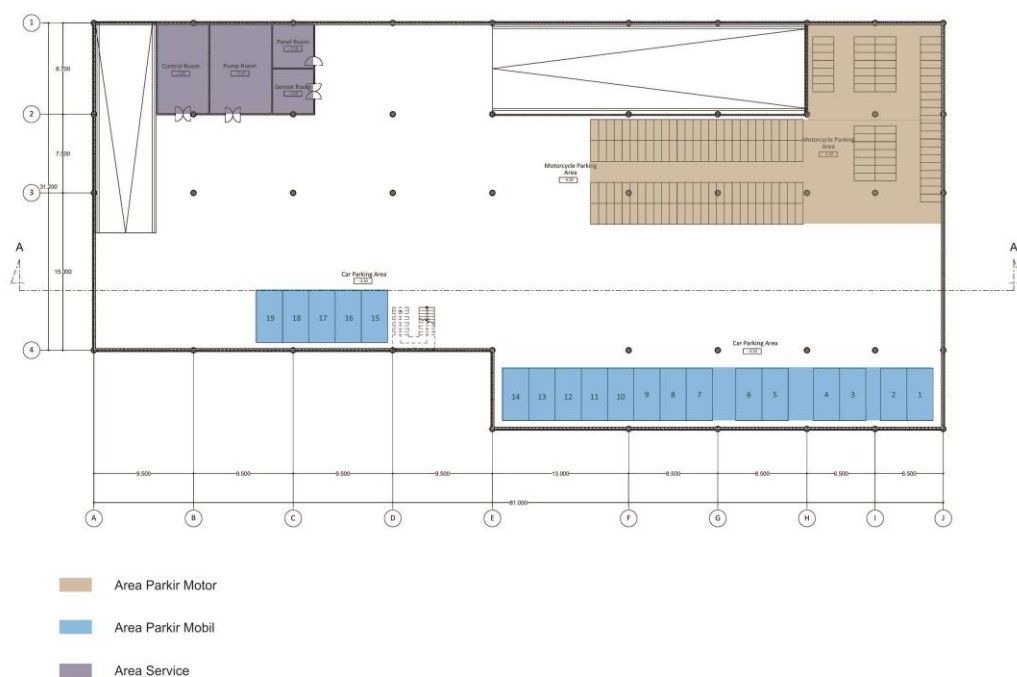 1
Panel Room
Control Room
Pump Room
8.700
Genset Room
2
Motorcycle Parking
Area
7.500
Motorcycle Parking
Area
31.200
3
A
A
15.000
Car Parking Area
19
18
17
16
15
4
Car Parking Area
14
13
12
11
10
9
8
7
6
5
4
3
2
1
9.500
9.500
9.500
9.500
13.000
8.500
8.500
6.500
6.500
81.000
A
B
C
D
E
F
G
H
I
J
Area Parkir Motor
Area Parkir Mobil
Area Service